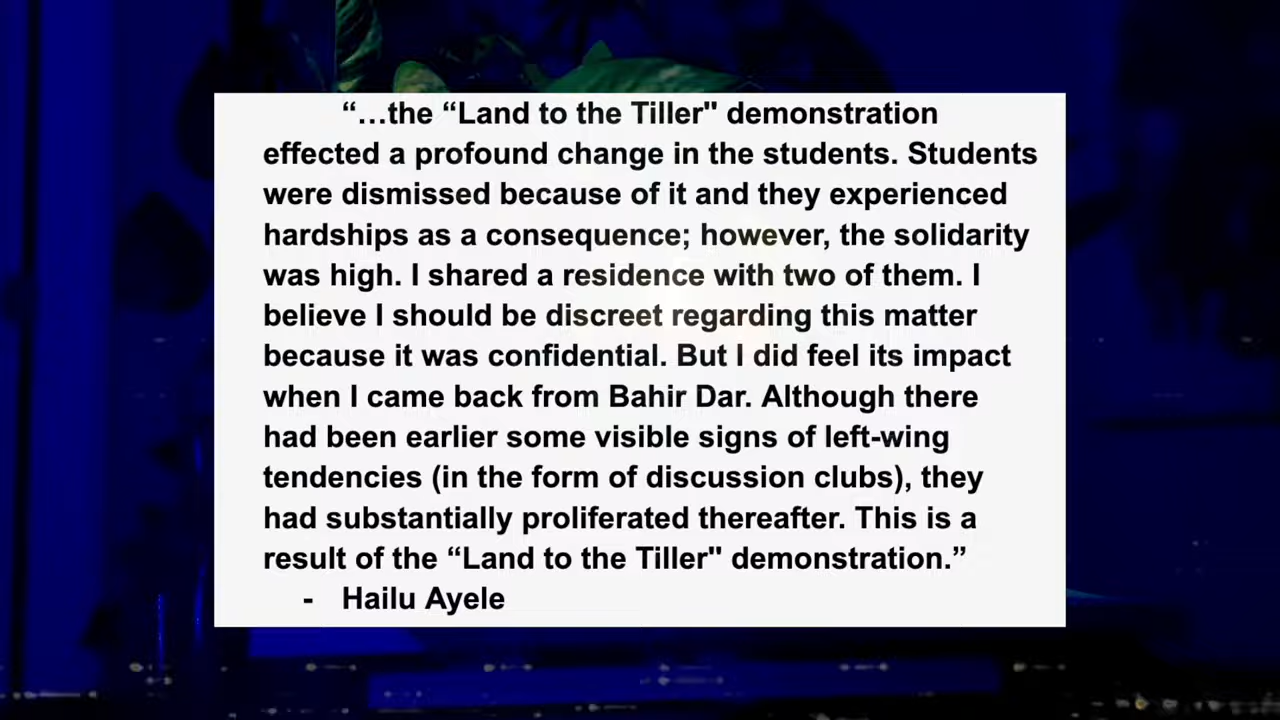 “…the “Land to the Tiller" demonstration
effected a profound change in the students. Students
were dismissed because of it and they experienced
hardships as a consequence; however, the solidarity
was high. I shared a residence with two of them. I
believe I should be discreet regarding this matter
because it was confidential. But I did feel its impact
when I came back from Bahir Dar. Although there
had been earlier some visible signs of left-wing
tendencies (in the form of discussion clubs), they
had substantially proliferated thereafter. This is a
result of the “Land to the Tiller" demonstration.”
- Hailu Ayele